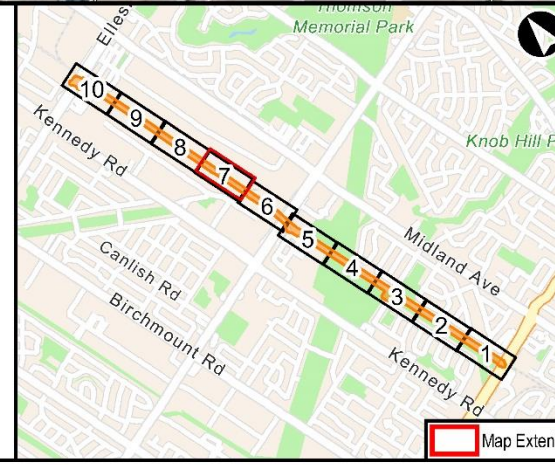 Thomson
Memorial Park
Elles
10
9
Kennedy Rd
8
Knob Hill P
7
6
5
Midland Ave
4
Canlish Rd
3
Birchmount Rd
2
1
Kennedy Rd
Map Exten